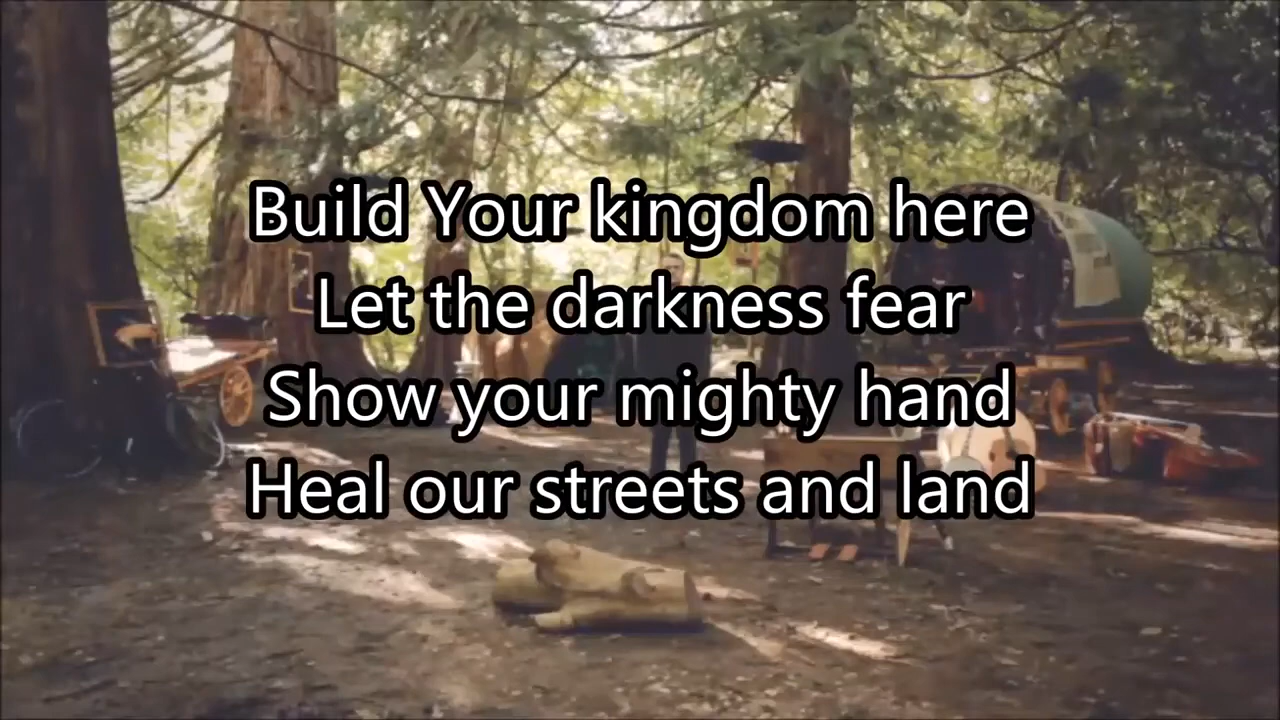 Build Your kingdom here
Let the darkness fear
Show your mighty hand
Heal our streets and land